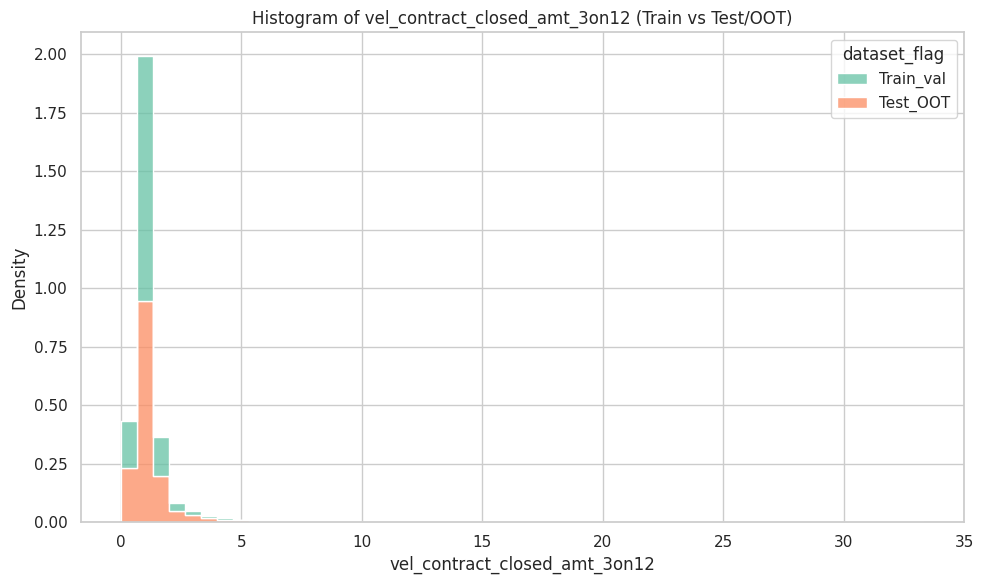 Histogram of vel_contract_closed_amt_3on12 (Train vs Test/OOT)
dataset_flag
Train_val
Test_OOT
Density
2.00
1.75
1.50
1.25
1.00
0.75
0.50
0.25
0.00
0 5 10 15 20 25 30 35
vel_contract_closed_amt_3on12